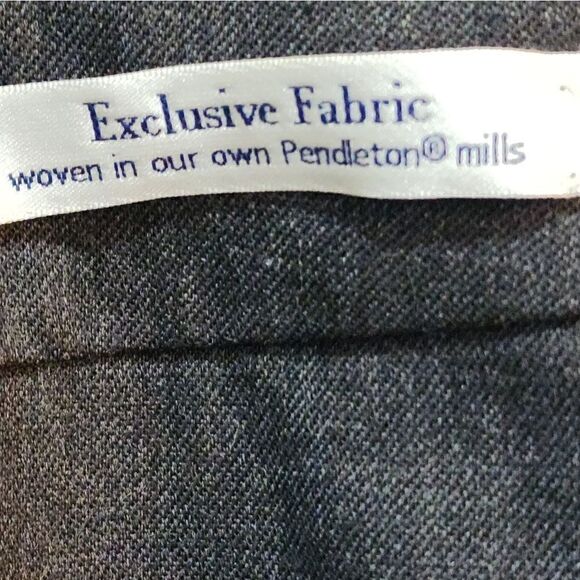 Exclusive Fabric
woven in our own Pendleton® mills